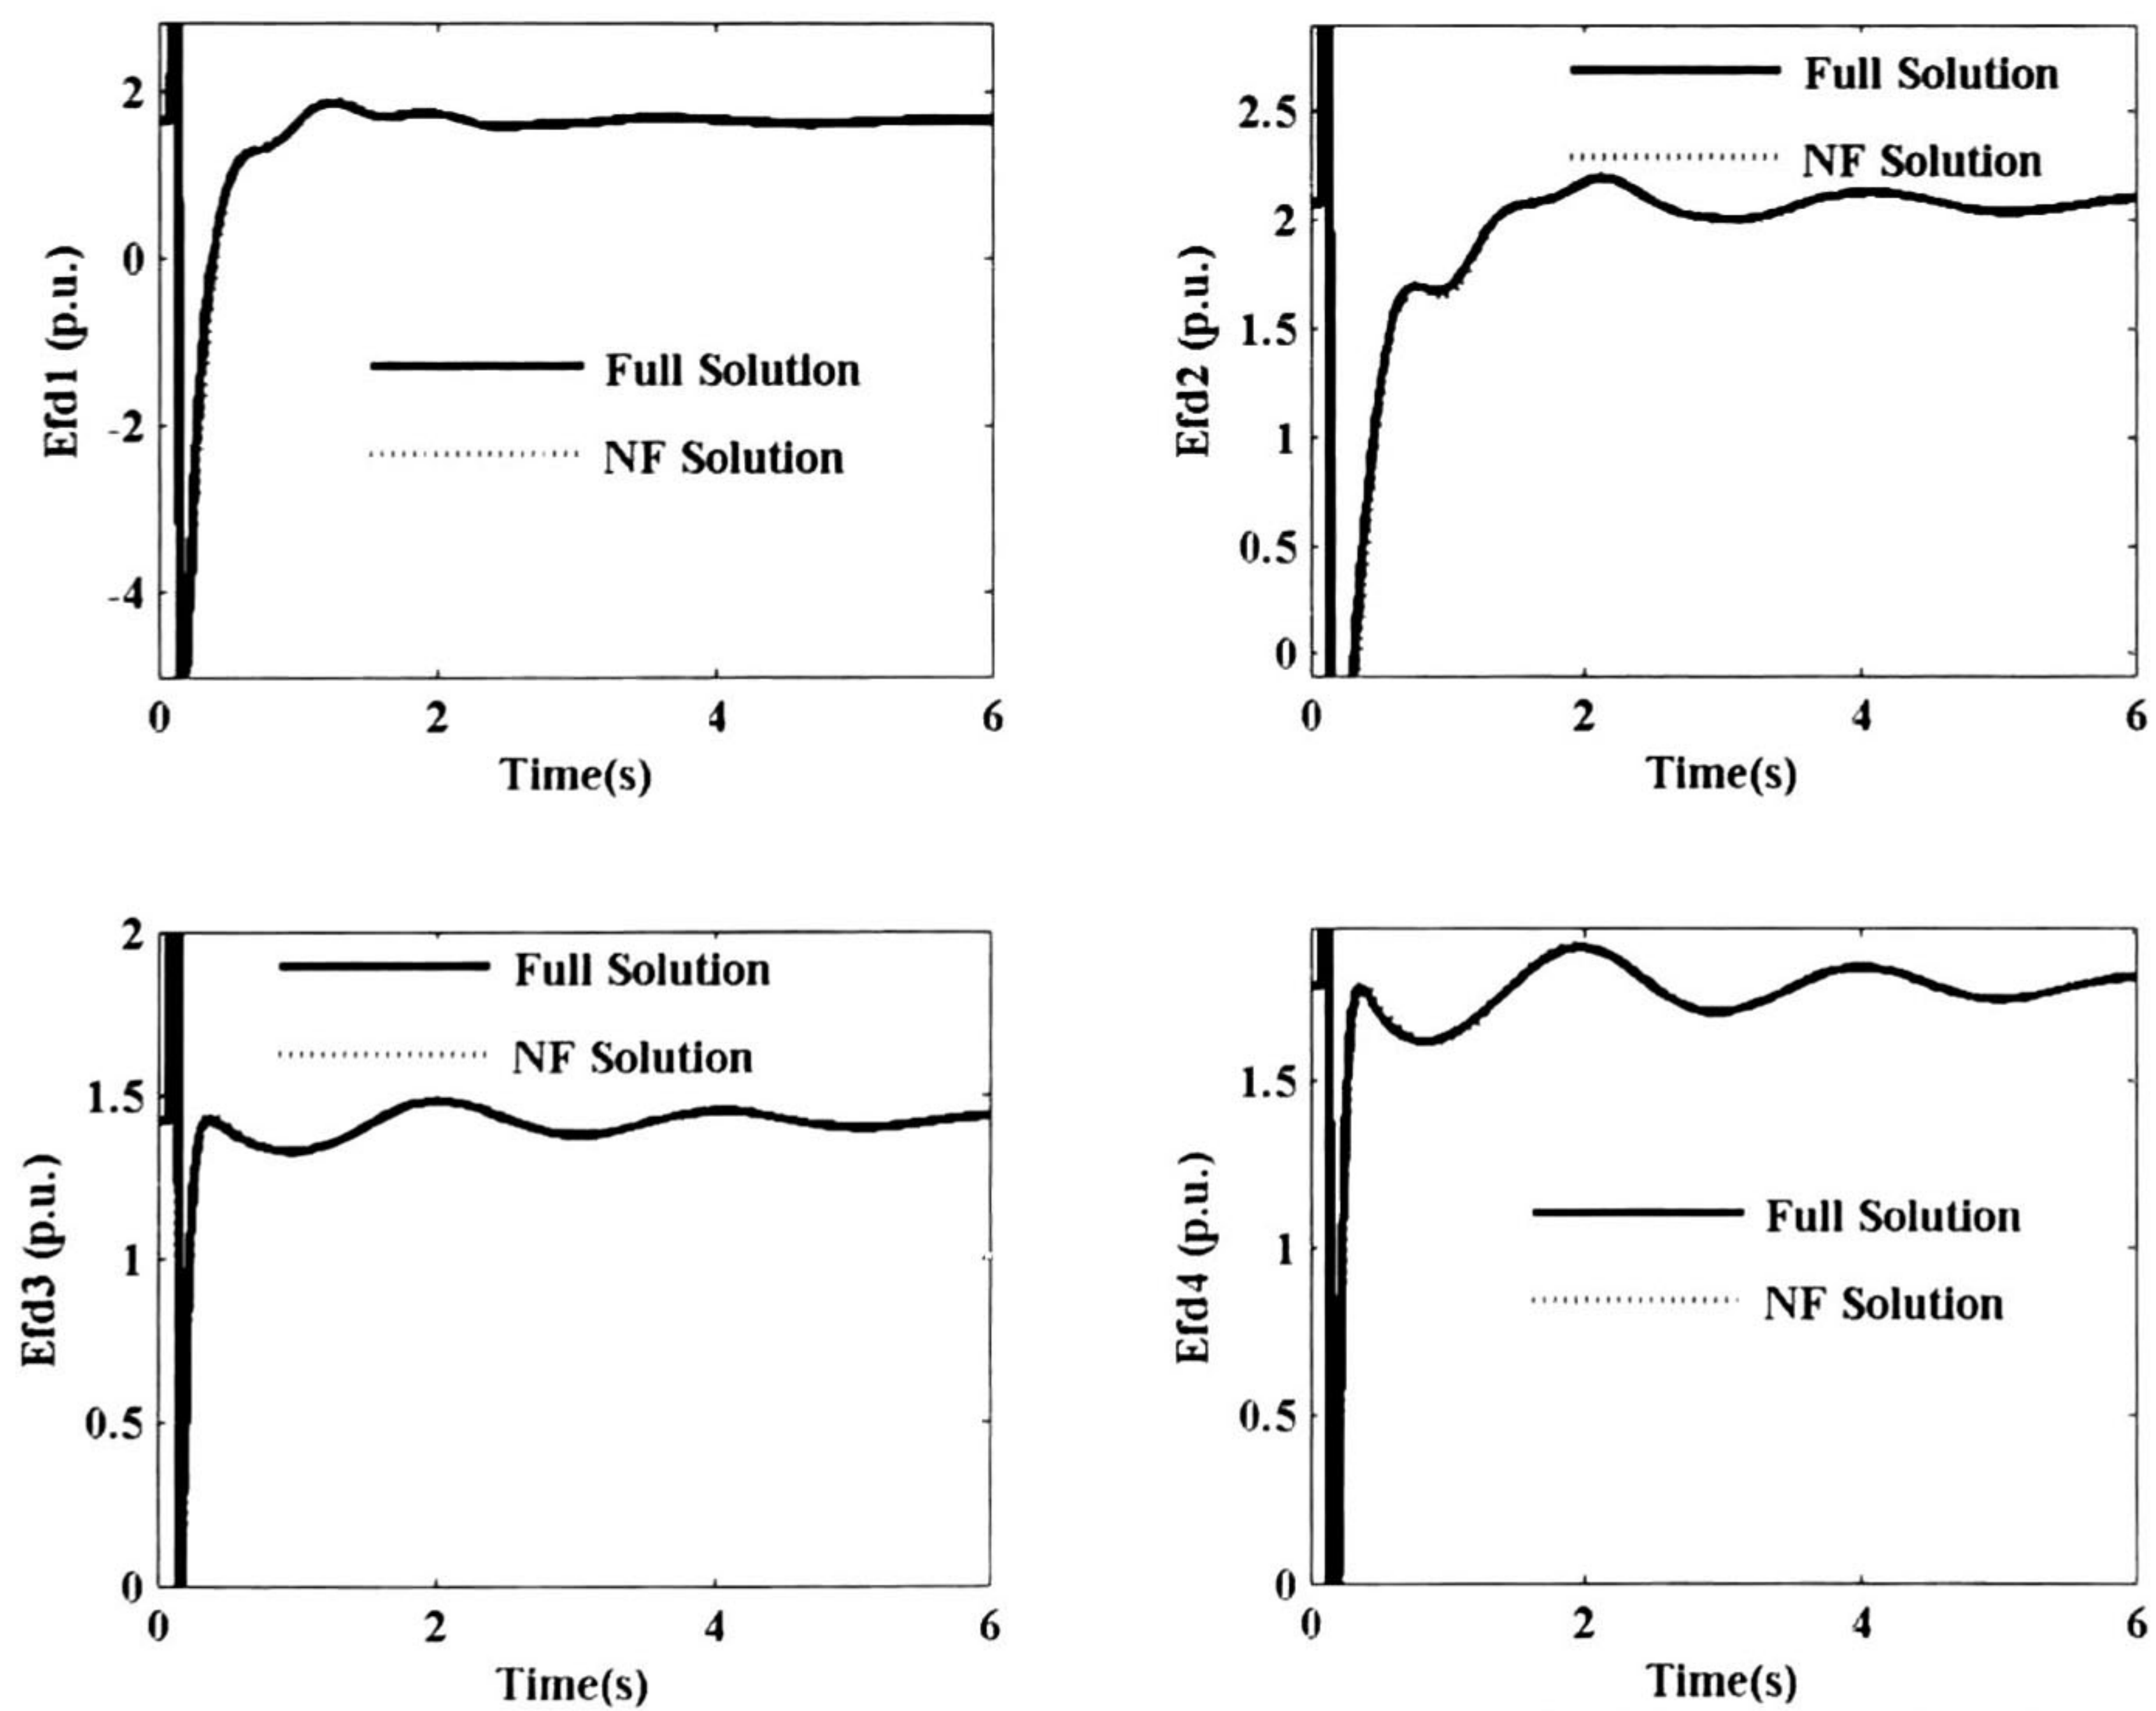 2
0
-2
-4
Efd1 (p.u.)
Full Solution
NF Solution
0 2 4 6
Time(s)
2.5
2
1.5
1
0.5
0
Efd2 (p.u.)
Full Solution
NF Solution
0 2 4 6
Time(s)
2
1.5
1
0.5
0
Efd3 (p.u.)
Full Solution
NF Solution
0 2 4 6
Time(s)
1.5
1
0.5
0
Efd4 (p.u.)
Full Solution
NF Solution
0 2 4 6
Time(s)